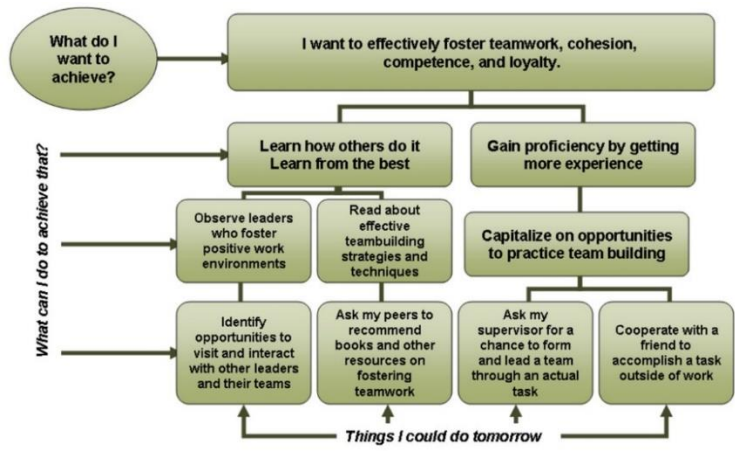 What do I
want to
achieve?
I want to effectively foster teamwork, cohesion,
competence, and loyalty.
What can I do to achieve that?
Learn how others do it
Learn from the best
Gain proficiency by getting
more experience
Observe leaders
who foster
positive work
environments
Read about
effective
teambuilding
strategies and
techniques
Capitalize on opportunities
to practice team building
Identify
opportunities to
visit and interact
with other leaders
and their teams
Ask my peers to
recommend
books and other
resources on
fostering
teamwork
Ask my
supervisor for a
chance to form
and lead a team
through an actual
task
Cooperate with a
friend to
accomplish a task
outside of work
Things I could do tomorrow